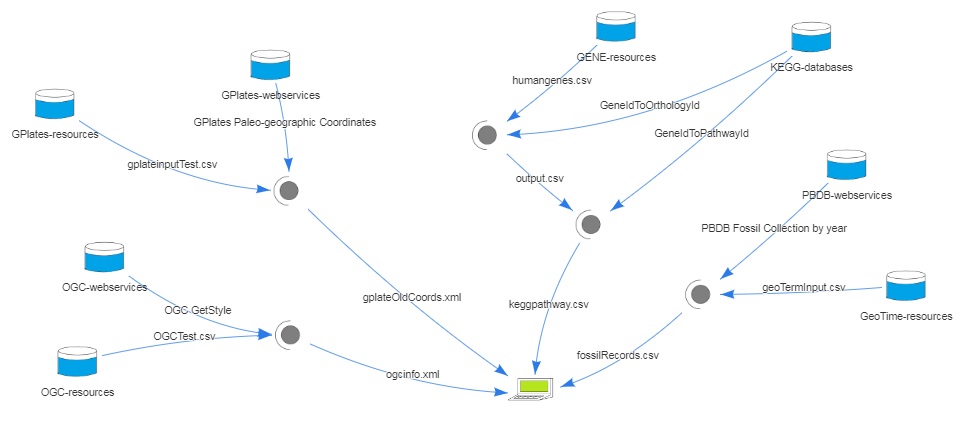 GENE-resources
KEGG-databases
humangenes.csv
GPlates-webservices
GeneIdToOrthologyId
GPlates Paleo-geographic Coordinates
GPlates-resources
GeneIdToPathwayId
gplateinputTest.csv
output.csv
PBDB-webservices
PBDB Fossil Collection by year
OGC-webservices
geoTermInput.csv
gplateOldCoords.xml
keggpathway.csv
OGC GetStyle
GeoTime-resources
OGCTest.csv
fossilRecords.csv
ogcinfo.xml
OGC-resources